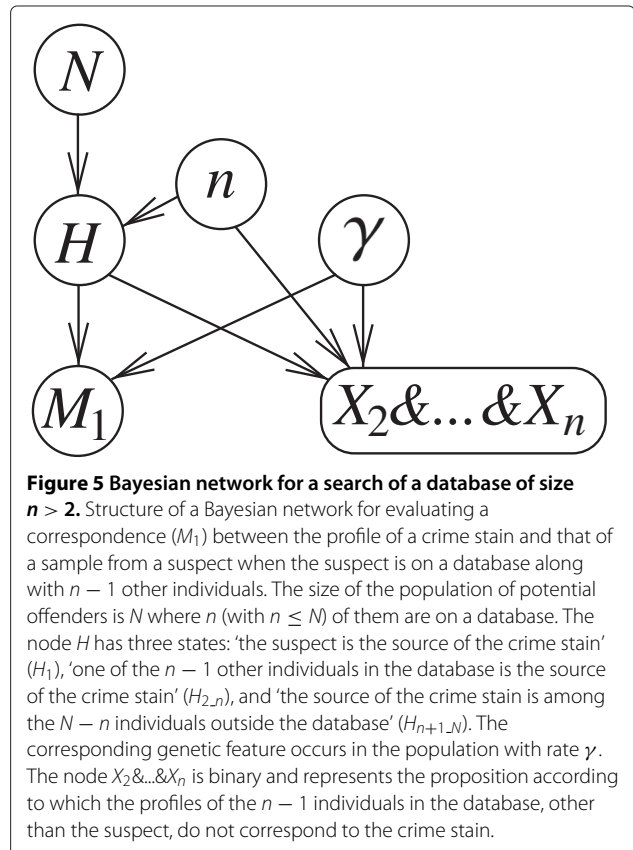 N
n
H
γ
M₁
X₂&...&Xₙ
Figure 5 Bayesian network for a search of a database of size
n > 2. Structure of a Bayesian network for evaluating a
correspondence (M₁) between the profile of a crime stain and that of
a sample from a suspect when the suspect is on a database along
with n − 1 other individuals. The size of the population of potential
offenders is N where n (with n ≤ N) of them are on a database. The
node H has three states: ‘the suspect is the source of the crime stain’
(H₁), ‘one of the n − 1 other individuals in the database is the source
of the crime stain’ (H₂_ₙ), and ‘the source of the crime stain is among
the N − n individuals outside the database’ (Hₙ₊₁_N). The
corresponding genetic feature occurs in the population with rate γ.
The node X₂&...&Xₙ is binary and represents the proposition according
to which the profiles of the n − 1 individuals in the database, other
than the suspect, do not correspond to the crime stain.